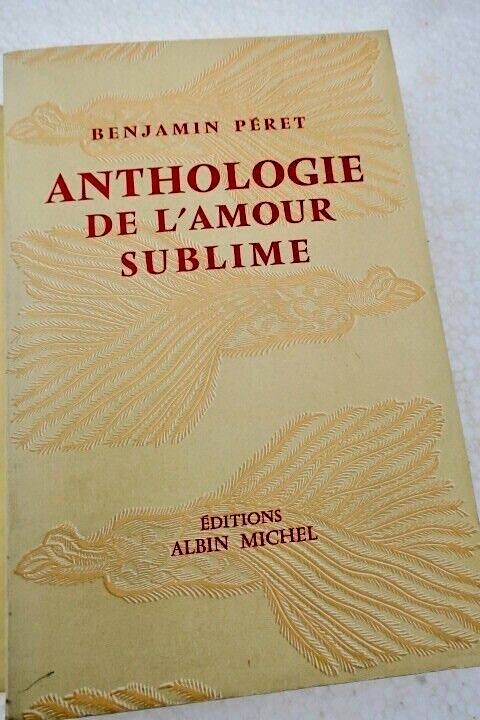 BENJAMIN PÉRET
ANTHOLOGIE
DE L'AMOUR
SUBLIME
ÉDITIONS
ALBIN MICHEL